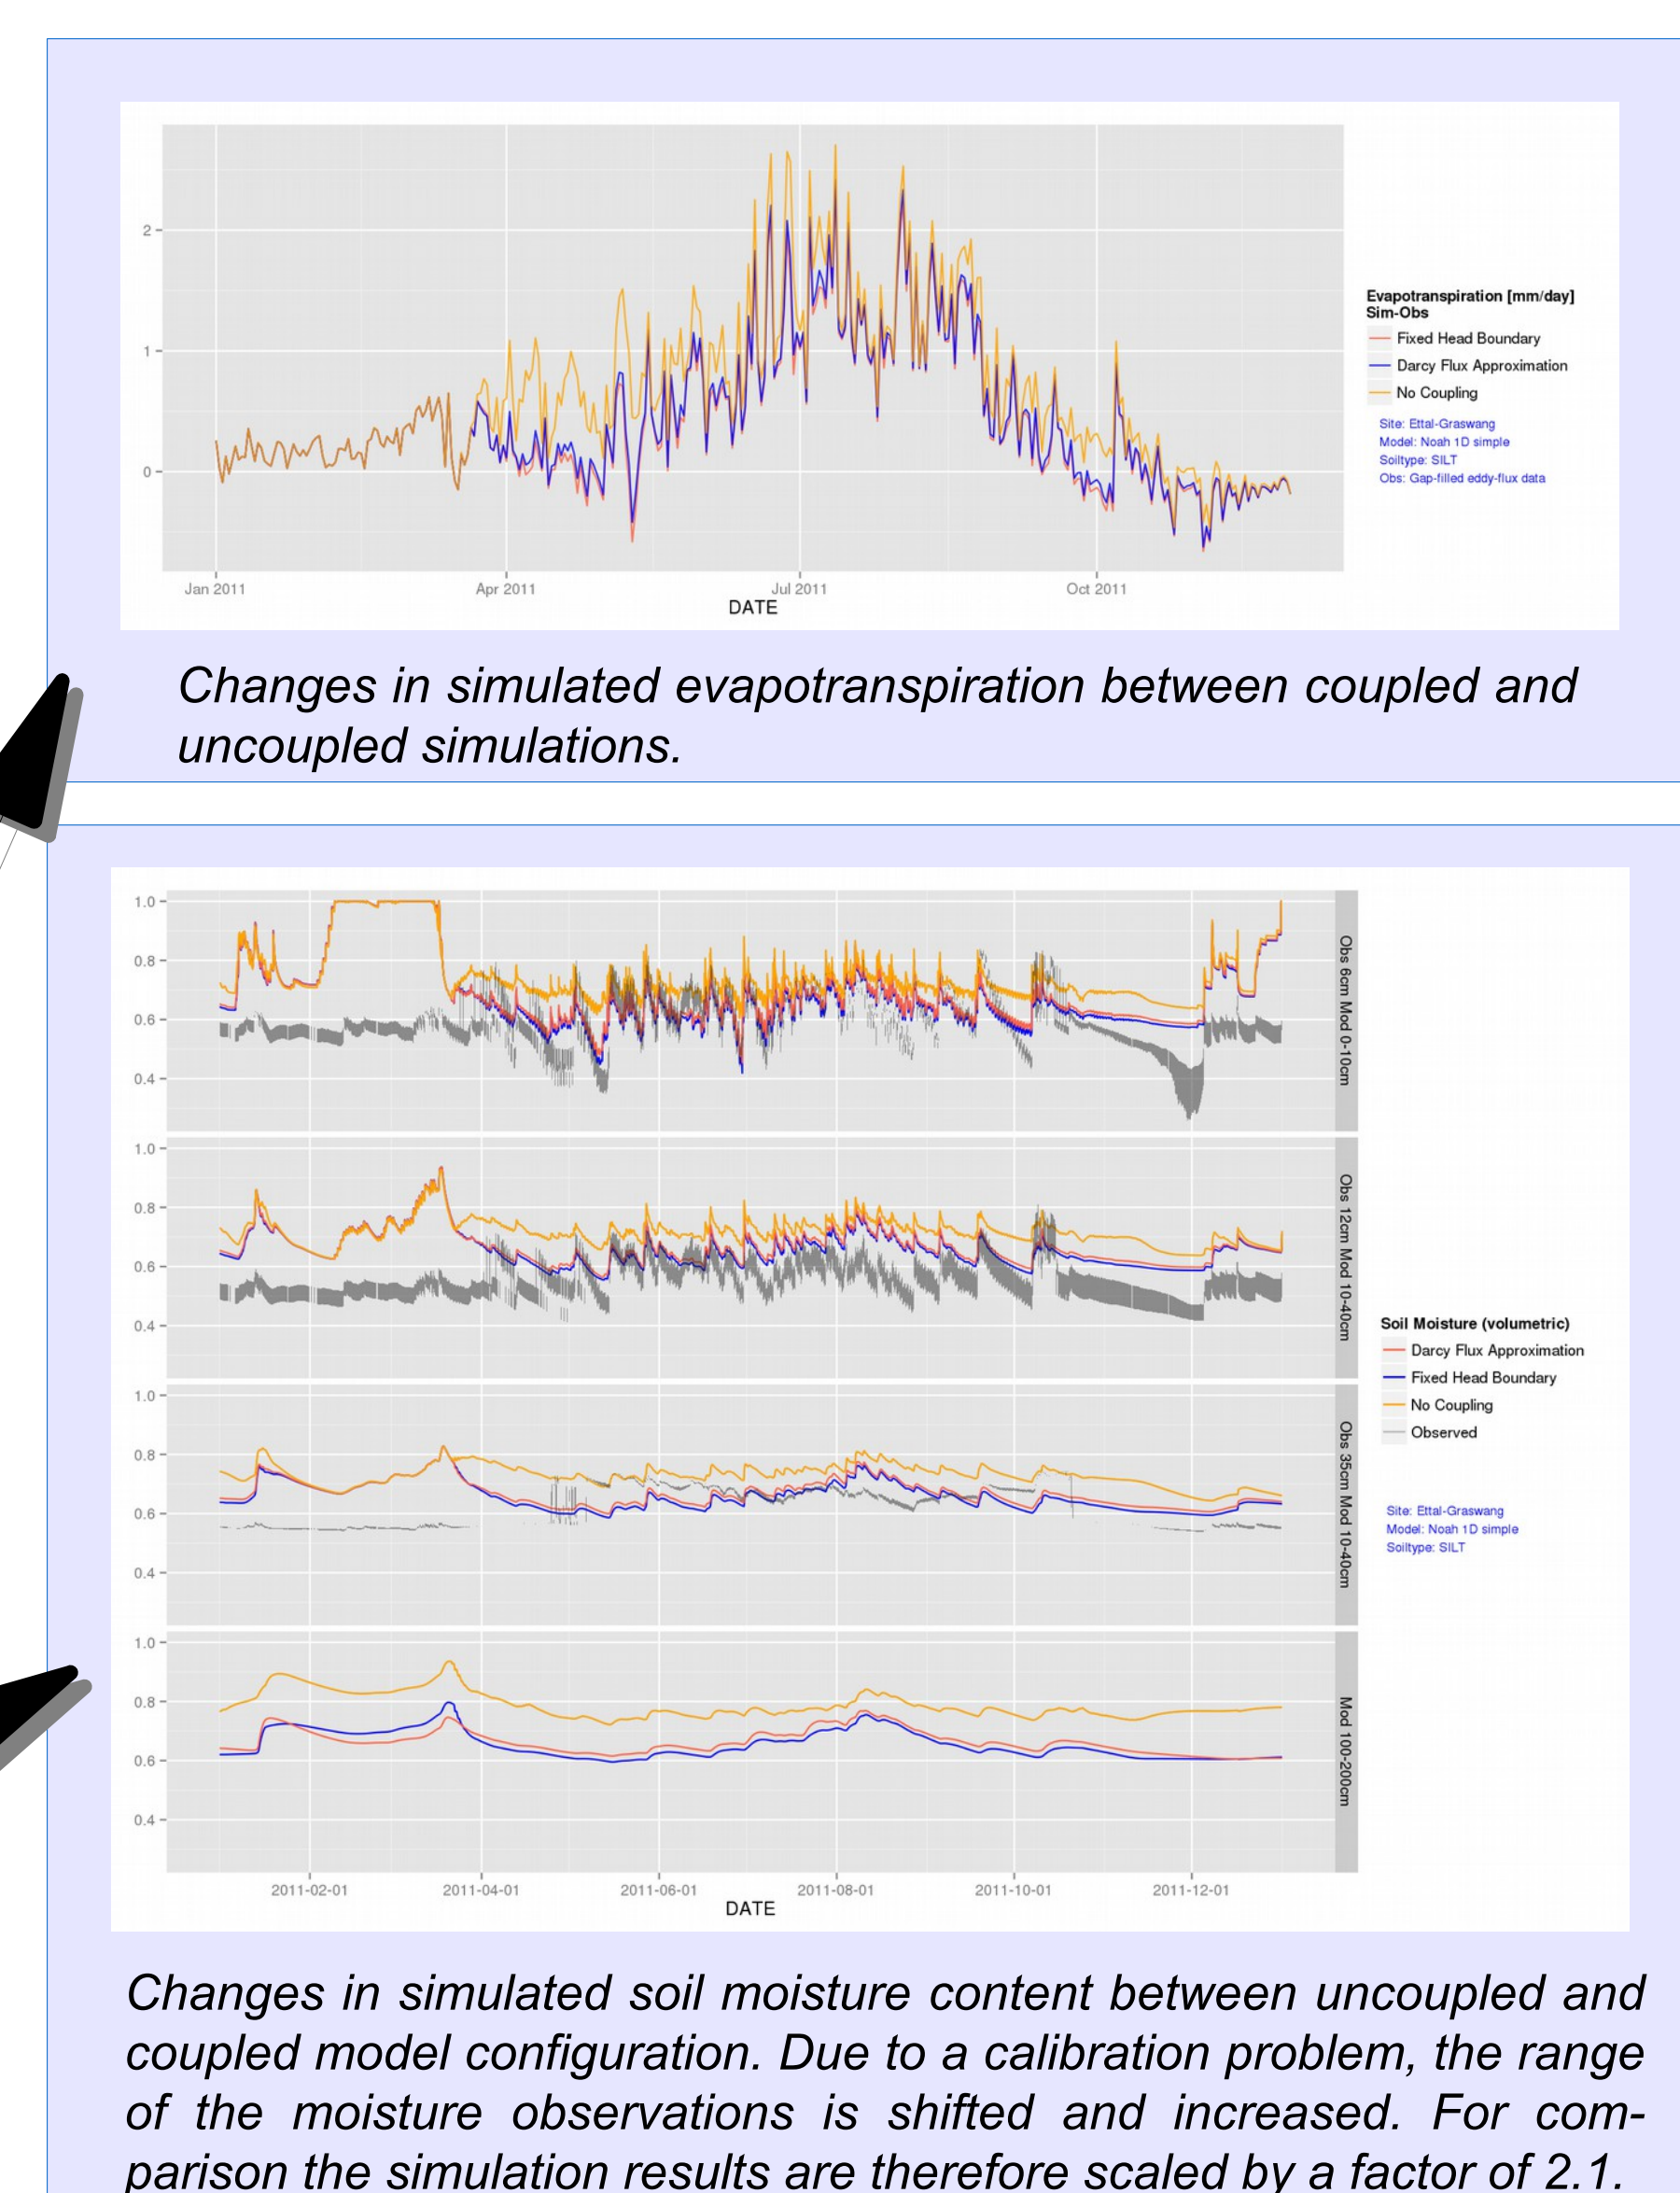 2
1
0
Jan 2011 Apr 2011 Jul 2011 Oct 2011
DATE
Evapotranspiration [mm/day]
Sim-Obs
Fixed Head Boundary
Darcy Flux Approximation
No Coupling
Site: Ettal-Graswang
Model: Noah 1D simple
Soiltype: SILT
Obs: Gap-filled eddy-flux data
Changes in simulated evapotranspiration between coupled and
uncoupled simulations.
1.0
0.8
0.6
0.4
Obs 6cm Mod 0-10cm
1.0
0.8
0.6
0.4
Obs 12cm Mod 10-40cm
1.0
0.8
0.6
0.4
Obs 35cm Mod 10-40cm
1.0
0.8
0.6
0.4
Mod 100-200cm
2011-02-01 2011-04-01 2011-06-01 2011-08-01 2011-10-01 2011-12-01
DATE
Soil Moisture (volumetric)
Darcy Flux Approximation
Fixed Head Boundary
No Coupling
Observed
Site: Ettal-Graswang
Model: Noah 1D simple
Soiltype: SILT
Changes in simulated soil moisture content between uncoupled and
coupled model configuration. Due to a calibration problem, the range
of the moisture observations is shifted and increased. For com-
parison the simulation results are therefore scaled by a factor of 2.1.